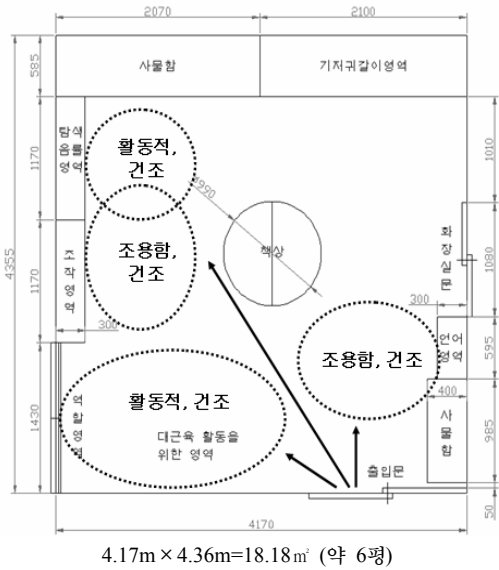 2070
2100
585
사물함
기저귀갈이영역
탐색
음률
영역
활동적,
건조
1170
1010
990
4355
조용함,
건조
책상
화
장
실
문
1080
조
작
영
역
1170
300
300
언어
영역
595
조용함, 건조
400
활동적, 건조
역
할
영
역
1430
대근육 활동을
위한 영역
사
물
함
985
출입문
50
4170
4.17m×4.36m=18.18㎡ (약 6평)